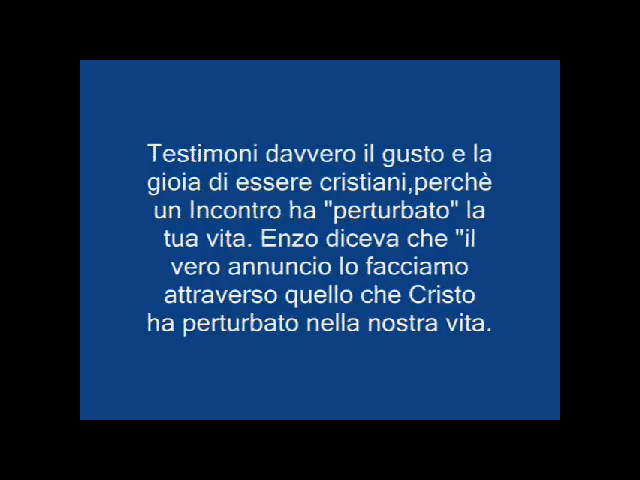 Testimoni davvero il gusto e la
gioia di essere cristiani,perchè
un Incontro ha "perturbato" la
tua vita. Enzo diceva che "il
vero annuncio lo facciamo
attraverso quello che Cristo
ha perturbato nella nostra vita.